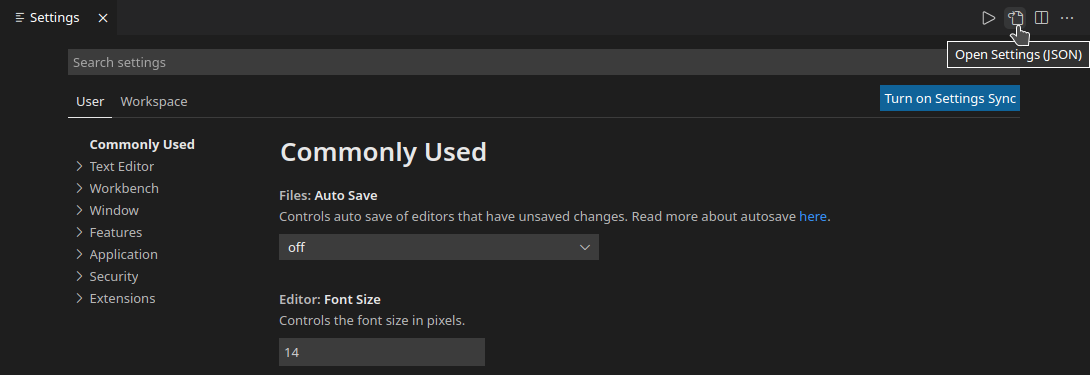 Settings
Open Settings (JSON)
Search settings
User Workspace
Turn on Settings Sync
Commonly Used
Text Editor
Workbench
Window
Features
Application
Security
Extensions
Commonly Used
Files: Auto Save
Controls auto save of editors that have unsaved changes. Read more about autosave here.
off
Editor: Font Size
Controls the font size in pixels.
14